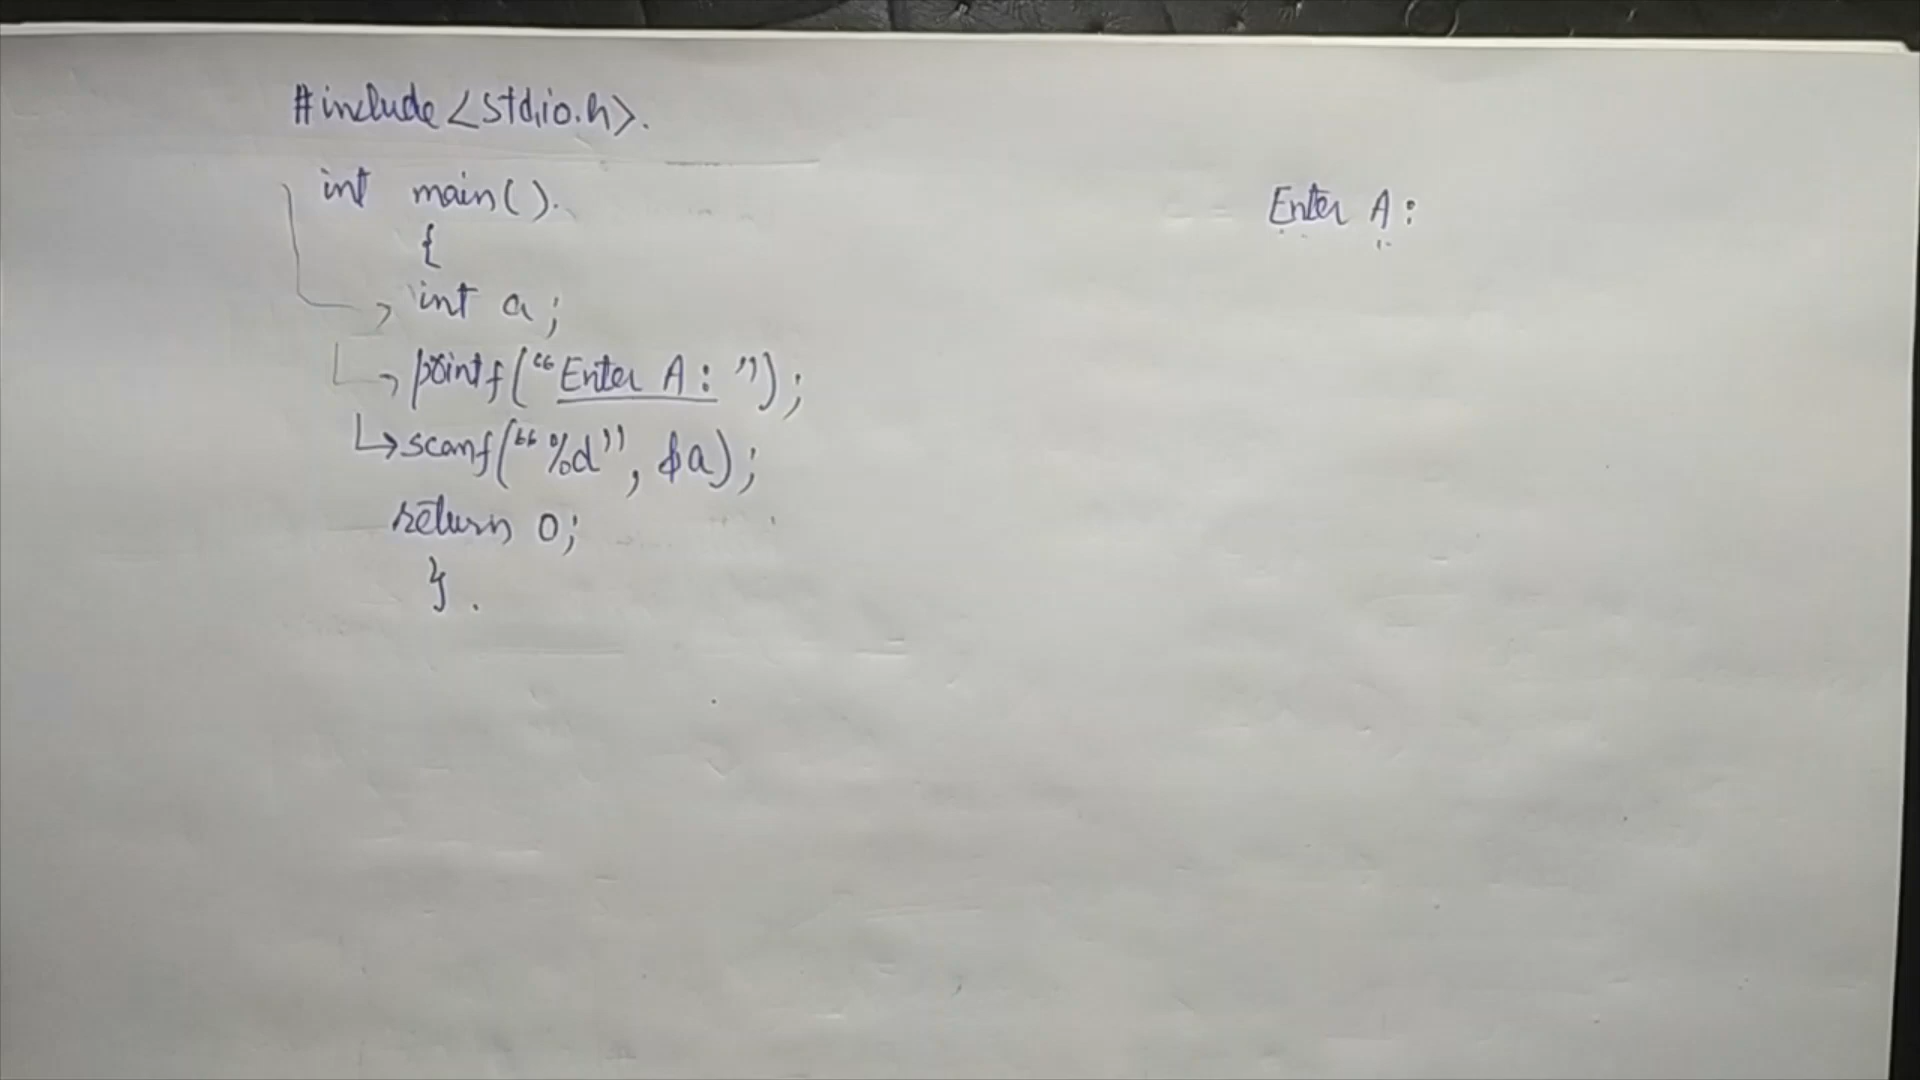 #include<stdio.h>.
int main().
{
int a;
printf("Enter A: ");
scanf("%d", &a);
return 0;
}.
Enter A: